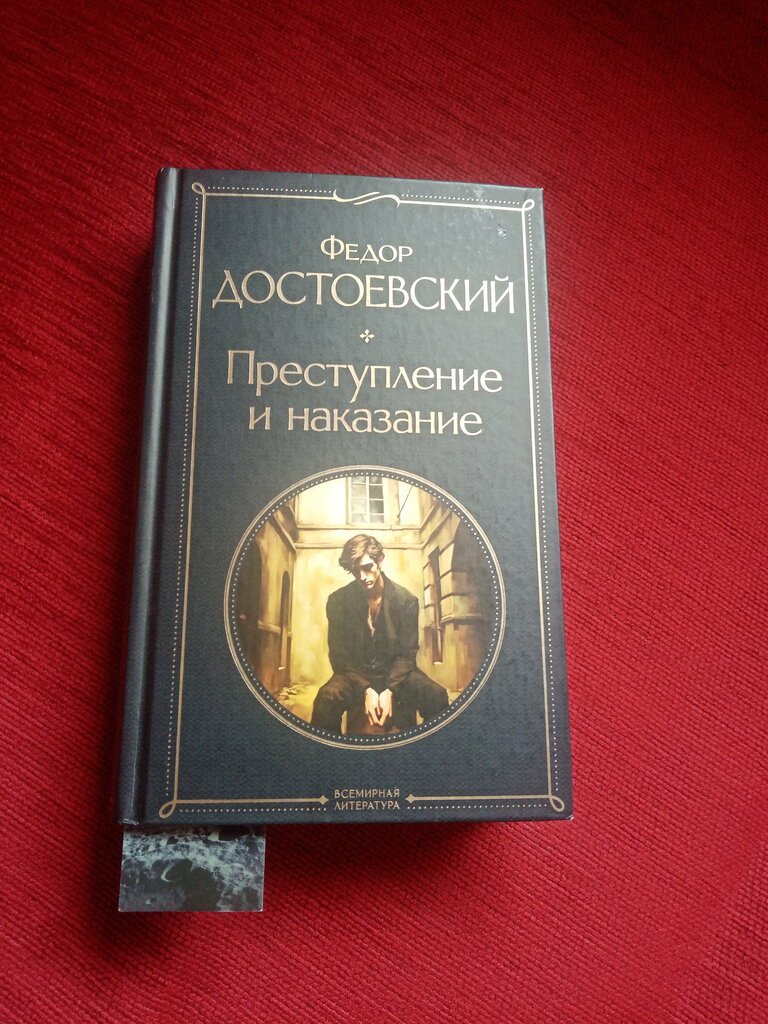 Федор
ДОСТОЕВСКИЙ
Преступление
и наказание
ВСЕМИРНАЯ
ЛИТЕРАТУРА